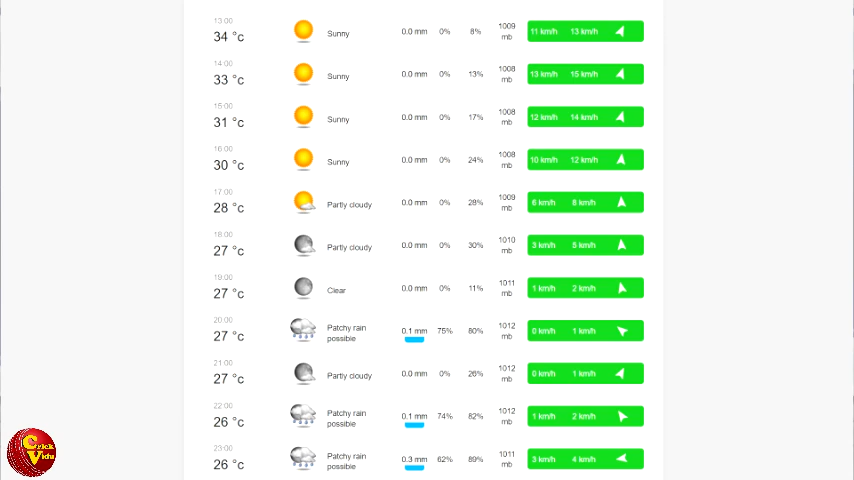 13:00
34 °c Sunny 0.0 mm 0% 8% 1009 mb 11 km/h 13 km/h
14:00
33 °c Sunny 0.0 mm 0% 13% 1008 mb 13 km/h 15 km/h
15:00
31 °c Sunny 0.0 mm 0% 17% 1008 mb 12 km/h 14 km/h
16:00
30 °c Sunny 0.0 mm 0% 24% 1008 mb 10 km/h 12 km/h
17:00
28 °c Partly cloudy 0.0 mm 0% 28% 1009 mb 6 km/h 8 km/h
18:00
27 °c Partly cloudy 0.0 mm 0% 30% 1010 mb 3 km/h 5 km/h
19:00
27 °c Clear 0.0 mm 0% 11% 1011 mb 1 km/h 2 km/h
20:00
27 °c Patchy rain possible 0.1 mm 75% 80% 1012 mb 0 km/h 1 km/h
21:00
27 °c Partly cloudy 0.0 mm 0% 26% 1012 mb 0 km/h 1 km/h
22:00
26 °c Patchy rain possible 0.1 mm 74% 82% 1012 mb 1 km/h 2 km/h
23:00
26 °c Patchy rain possible 0.3 mm 62% 89% 1011 mb 3 km/h 4 km/h
Crick
Vids